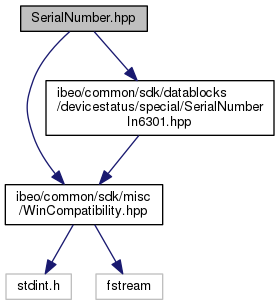 SerialNumber.hpp
ibeo/common/sdk/datablocks
/devicestatus/special/SerialNumber
In6301.hpp
ibeo/common/sdk/misc
/WinCompatibility.hpp
stdint.h
fstream